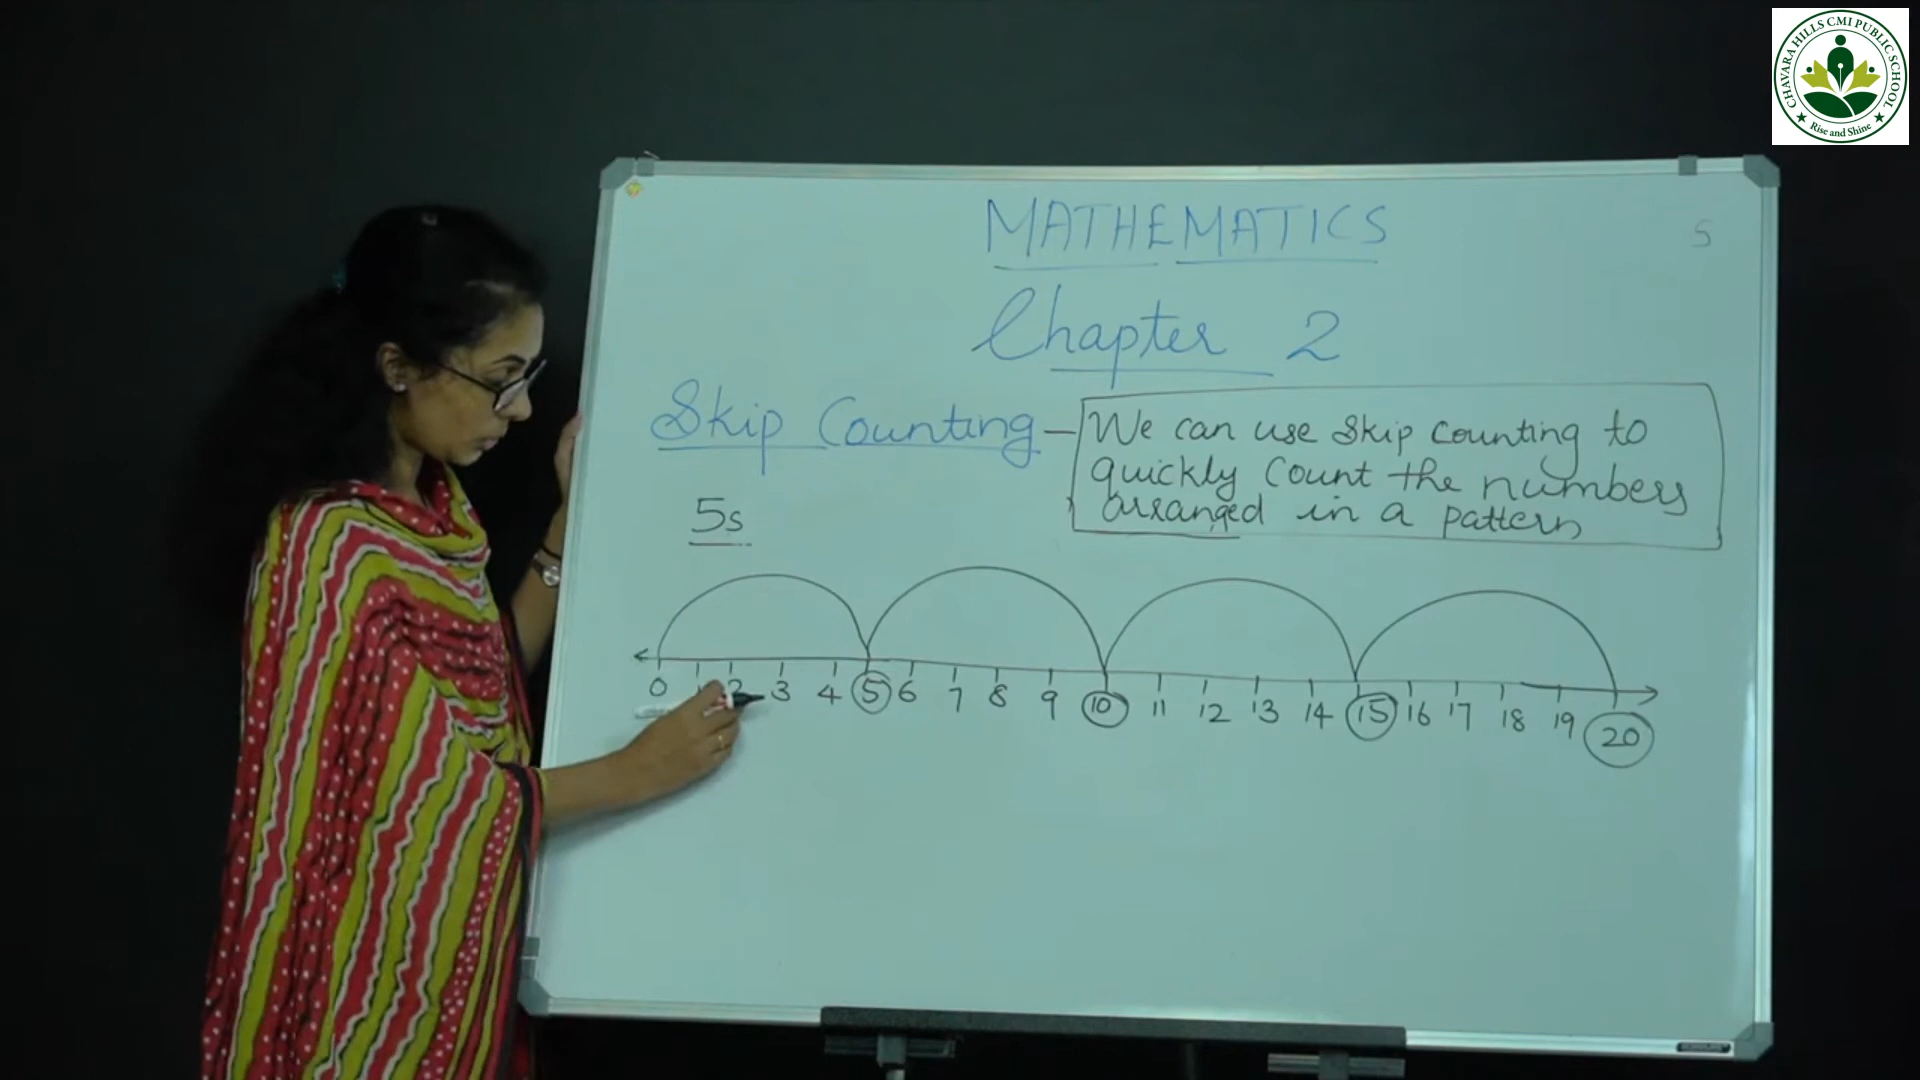 CHAVARA HILLS CMI PUBLIC SCHOOL
Rise and Shine
MATHEMATICS
S
Chapter 2
Skip Counting - We can use skip counting to
quickly count the numbers
arranged in a pattern
5s
0 1 2 3 4 5 6 7 8 9 10 11 12 13 14 15 16 17 18 19 20